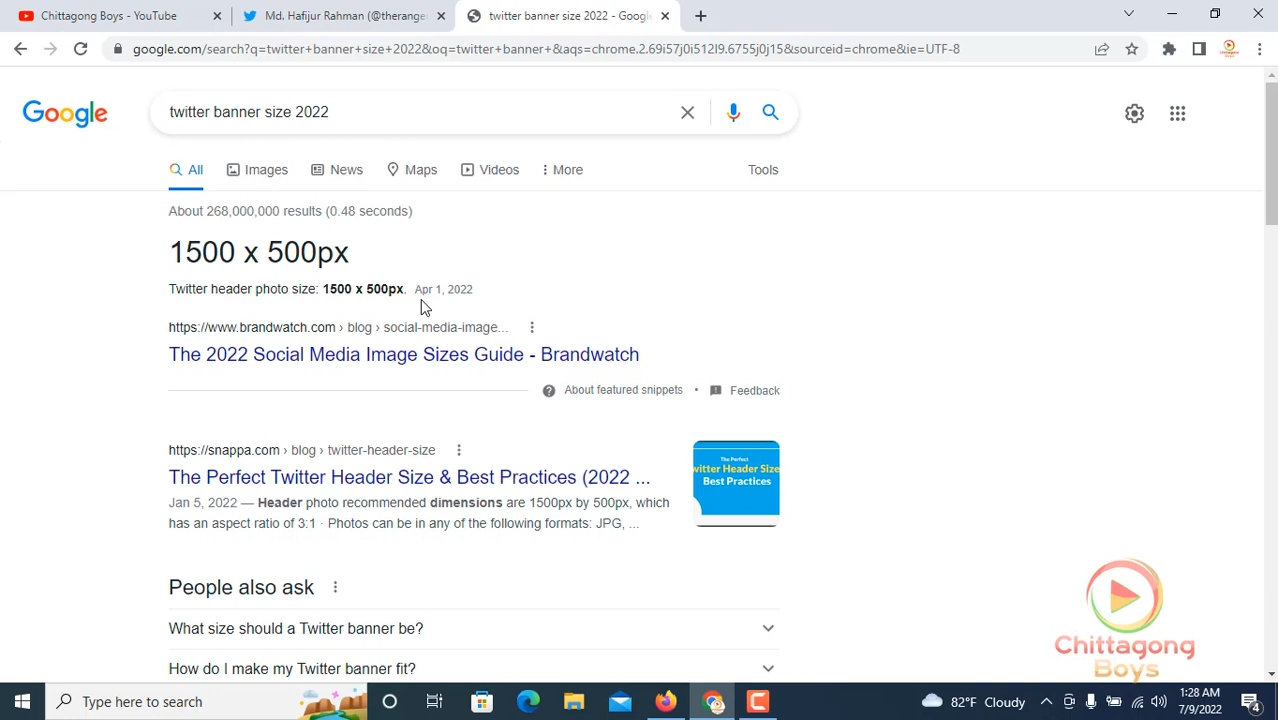 Chittagong Boys - YouTube
Md. Hafijur Rahman (@therange
twitter banner size 2022 - Google
google.com/search?q=twitter+banner+size+2022&oq=twitter+banner+&aqs=chrome.2.69i57j0i512l9.6755j0j15&sourceid=chrome&ie=UTF-8
Google
twitter banner size 2022
All
Images
News
Maps
Videos
More
Tools
About 268,000,000 results (0.48 seconds)
1500 x 500px
Twitter header photo size: 1500 x 500px. Apr 1, 2022
https://www.brandwatch.com › blog › social-media-image...
The 2022 Social Media Image Sizes Guide - Brandwatch
About featured snippets • Feedback
https://snappa.com › blog › twitter-header-size
The Perfect Twitter Header Size & Best Practices (2022 ...
Jan 5, 2022 — Header photo recommended dimensions are 1500px by 500px, which
has an aspect ratio of 3:1 · Photos can be in any of the following formats: JPG, ...
The Perfect
witter Header Size
Best Practices
People also ask
What size should a Twitter banner be?
How do I make my Twitter banner fit?
Chittagong
Boys
Type here to search
82°F Cloudy
1:28 AM
7/9/2022
4